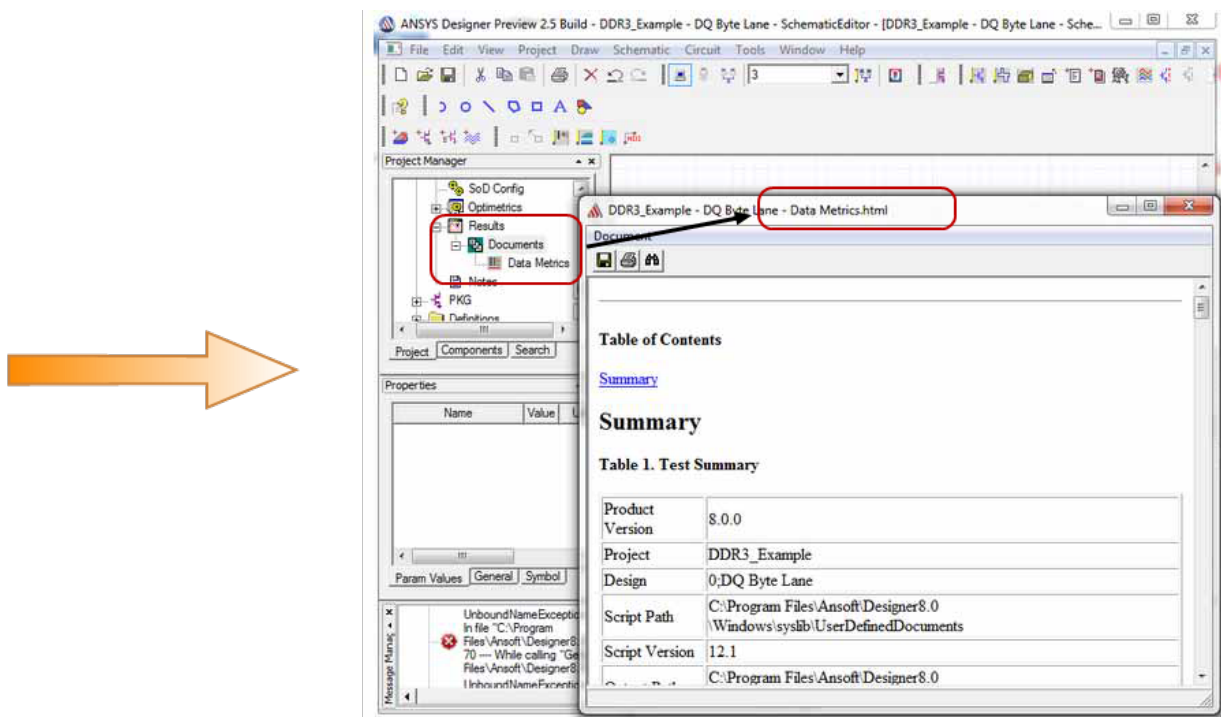 ANSYS Designer Preview 2.5 Build - DDR3_Example - DQ Byte Lane - SchematicEditor - [DDR3_Example - DQ Byte Lane - Sche...
File Edit View Project Draw Schematic Circuit Tools Window Help
3
Project Manager
SoD Config
Optimetrics
Results
Documents
Data Metrics
Notes
PKG
Definitions
Project Components Search
Properties
Name Value
Param Values General Symbol
UnboundNameExceptio
In file "C:\Program
Files\Ansoft\Designer8.
70 --- While calling "Ge
Files\Ansoft\Designer8
UnboundNameExceptio
Message Manag
DDR3_Example - DQ Byte Lane - Data Metrics.html
Document
Table of Contents
Summary
Summary
Table 1. Test Summary
Product Version 8.0.0
Project DDR3_Example
Design 0;DQ Byte Lane
Script Path C:\Program Files\Ansoft\Designer8.0
\Windows\syslib\UserDefinedDocuments
Script Version 12.1
C:\Program Files\Ansoft\Designer8.0